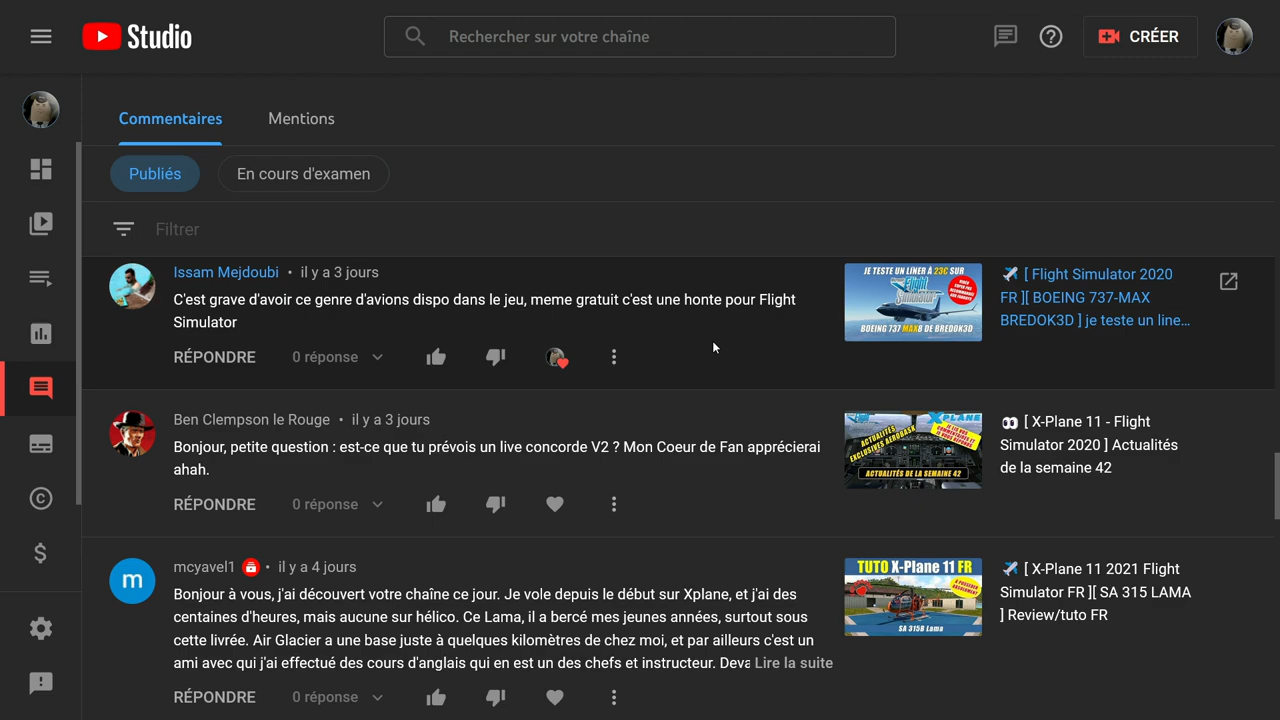 Studio
Rechercher sur votre chaîne
CRÉER
Commentaires
Mentions
Publiés
En cours d'examen
Filtrer
Issam Mejdoubi • il y a 3 jours
C'est grave d'avoir ce genre d'avions dispo dans le jeu, meme gratuit c'est une honte pour Flight
Simulator
RÉPONDRE
0 réponse
JE TESTE UN LINER À 23€ SUR
Flight
Simulator
BOEING 737 MAX8 DE BREDOK3D
[ Flight Simulator 2020
FR ][ BOEING 737-MAX
BREDOK3D ] je teste un line...
Ben Clempson le Rouge • il y a 3 jours
Bonjour, petite question : est-ce que tu prévois un live concorde V2 ? Mon Coeur de Fan apprécierai
ahah.
RÉPONDRE
0 réponse
X-PLANE
ACTUALITÉS
EXCLUSIVES AEROBASK
ACTUALITÉS DE LA SEMAINE 42
[ X-Plane 11 - Flight
Simulator 2020 ] Actualités
de la semaine 42
m
mcyavel1 • il y a 4 jours
Bonjour à vous, j'ai découvert votre chaîne ce jour. Je vole depuis le début sur Xplane, et j'ai des
centaines d'heures, mais aucune sur hélico. Ce Lama, il a bercé mes jeunes années, surtout sous
cette livrée. Air Glacier a une base juste à quelques kilomètres de chez moi, et par ailleurs c'est un
ami avec qui j'ai effectué des cours d'anglais qui en est un des chefs et instructeur. Deva Lire la suite
RÉPONDRE
0 réponse
TUTO X-Plane 11 FR
À POSSEDER
ABSOLUMENT
SA 315B Lama
[ X-Plane 11 2021 Flight
Simulator FR ][ SA 315 LAMA
] Review/tuto FR